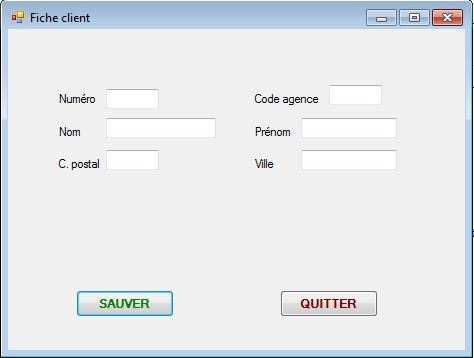 Fiche client
Numéro Code agence
Nom Prénom
C. postal Ville
SAUVER QUITTER